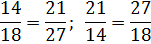 14/18 = 21/27; 21/14 = 27/18